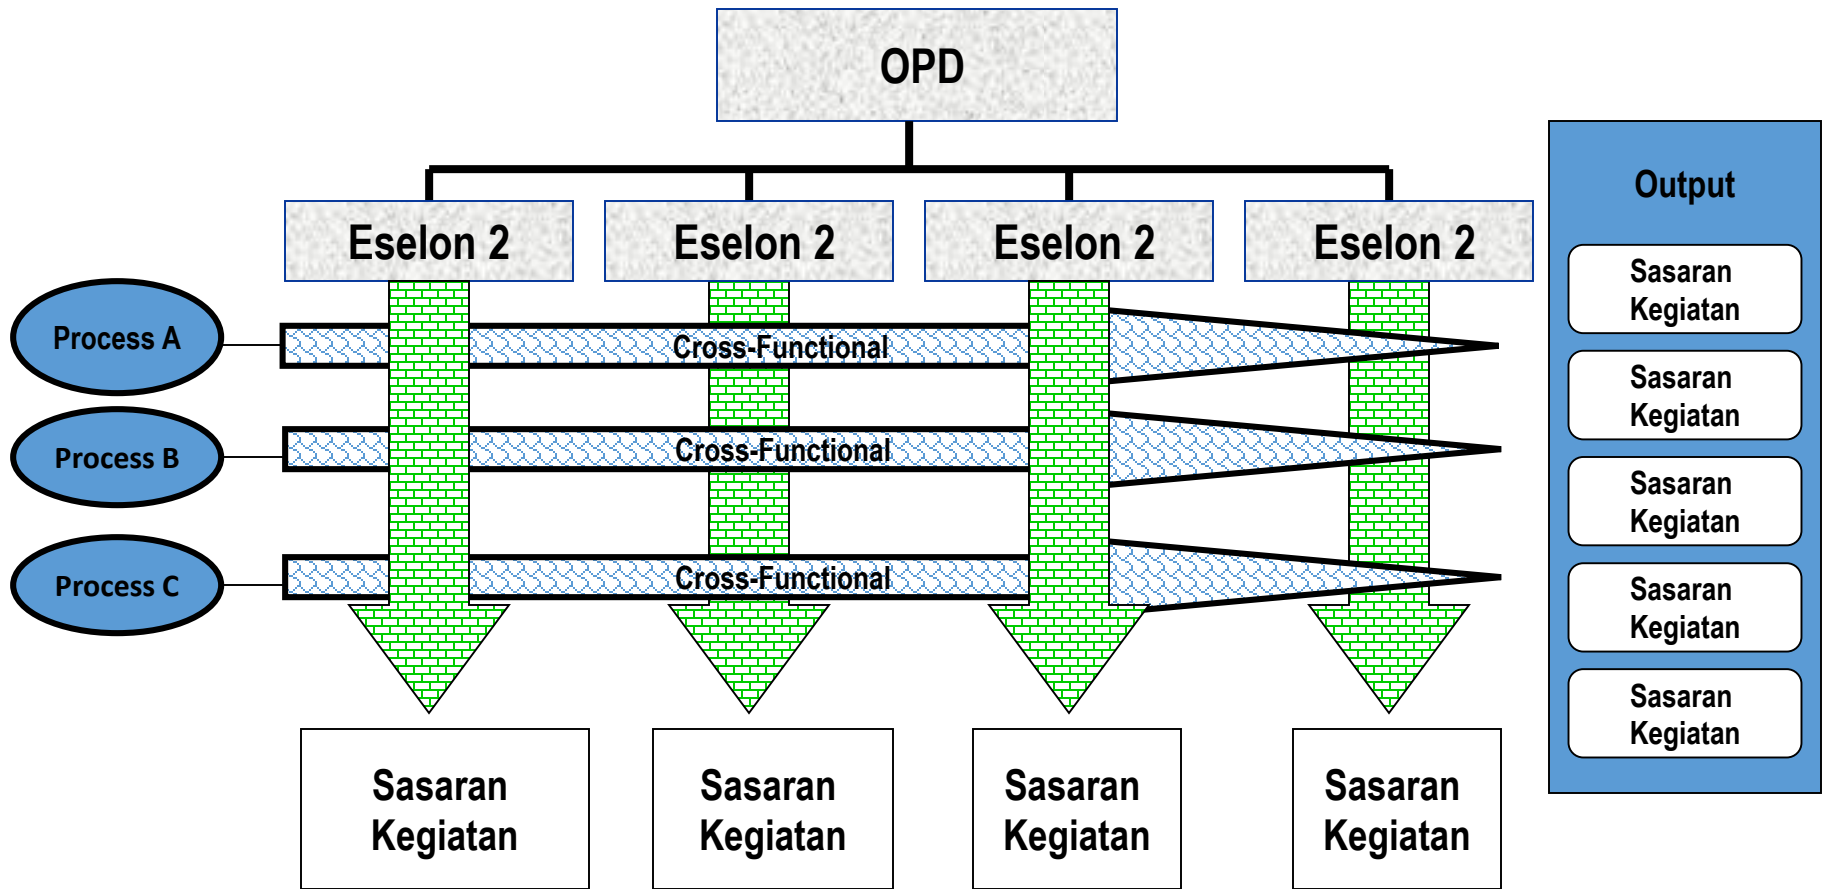 OPD
Output
Eselon 2
Eselon 2
Eselon 2
Eselon 2
Process A
Cross-Functional
Process B
Cross-Functional
Process C
Cross-Functional
Sasaran
Kegiatan
Sasaran
Kegiatan
Sasaran
Kegiatan
Sasaran
Kegiatan
Sasaran
Kegiatan
Sasaran
Kegiatan
Sasaran
Kegiatan
Sasaran
Kegiatan
Sasaran
Kegiatan